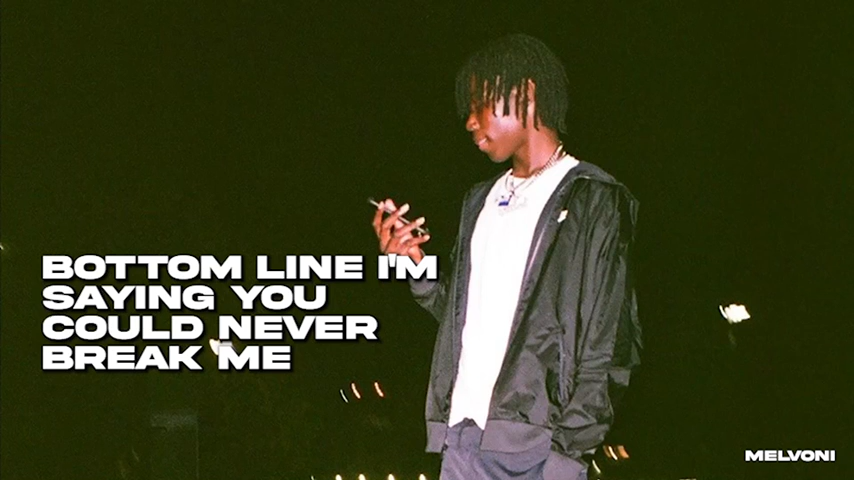 BOTTOM LINE I'M
SAYING YOU
COULD NEVER
BREAK ME
MELVONI